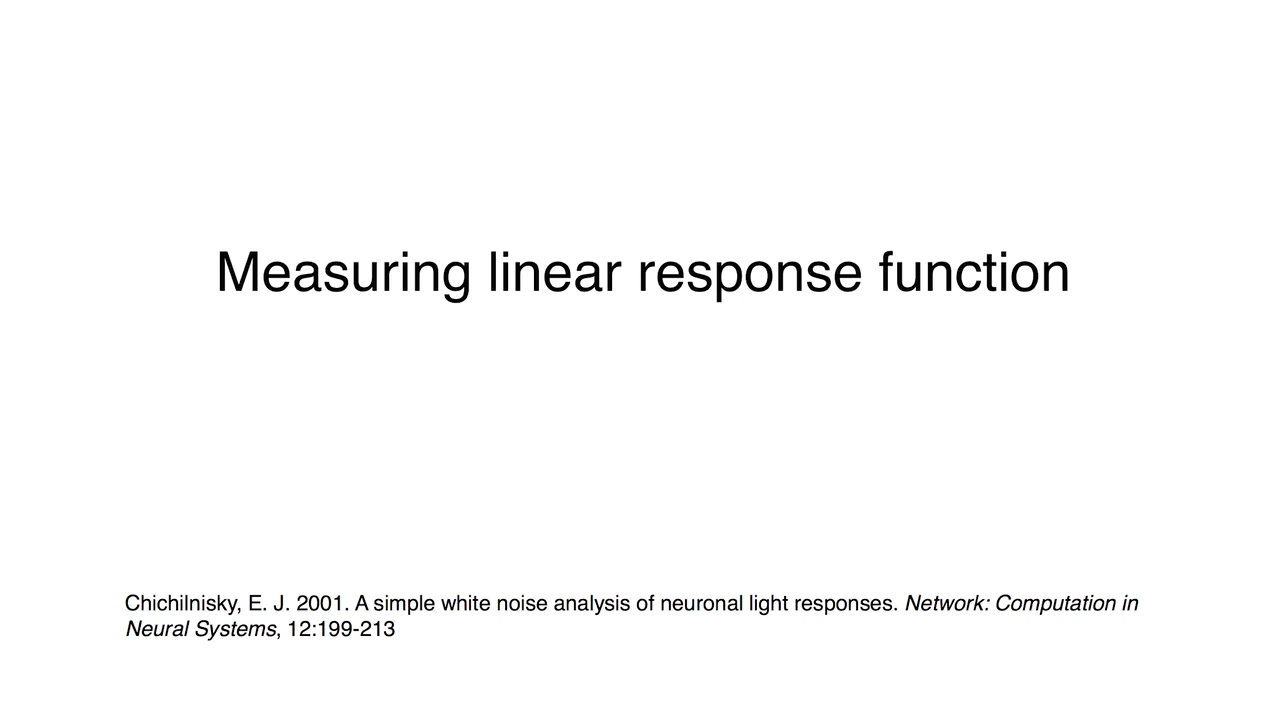 Measuring linear response function
Chichilnisky, E. J. 2001. A simple white noise analysis of neuronal light responses. Network: Computation in
Neural Systems, 12:199-213